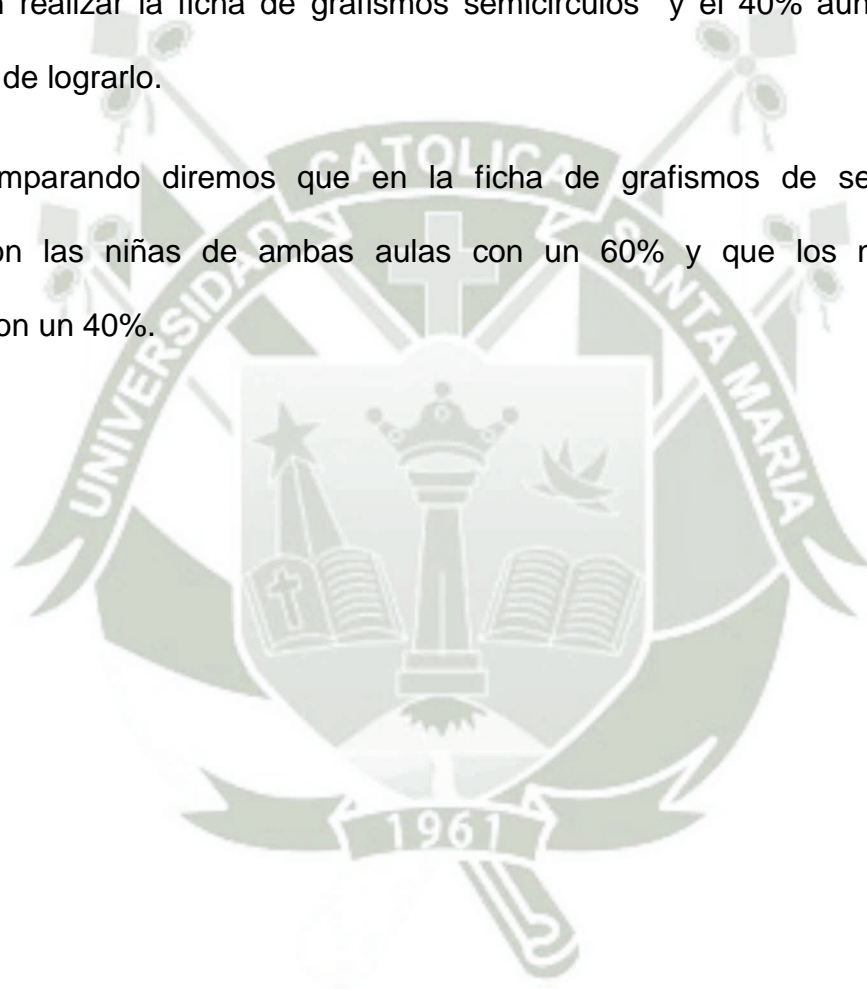 realizar la ficha de grafismos semicírculos y el 40% aún
de lograrlo.
mparando diremos que en la ficha de grafismos de se
on las niñas de ambas aulas con un 60% y que los
on un 40%.
UNIVERSIDAD CATOLICA SANTA MARIA
1961